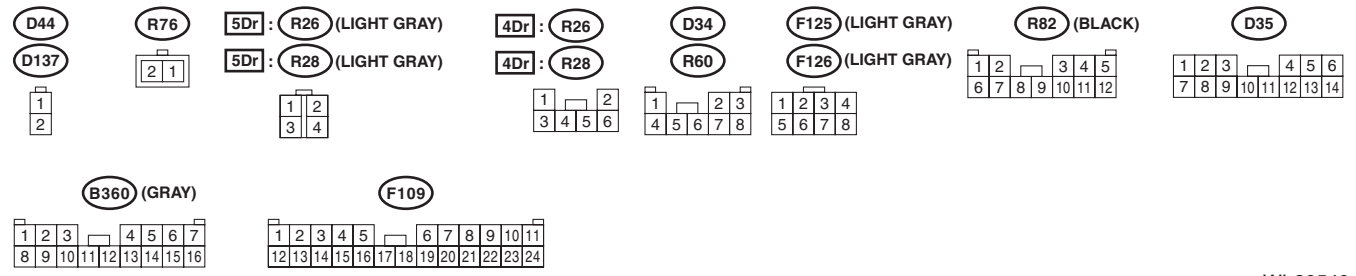 D44 R76 5Dr : R26 (LIGHT GRAY) 4Dr : R26 D34 F125 (LIGHT GRAY) R82 (BLACK) D35
D137 5Dr : R28 (LIGHT GRAY) 4Dr : R28 R60 F126 (LIGHT GRAY)
1
2
2 1
1 2
3 4
1 2
3 4 5 6
1 2 3
4 5 6 7 8
1 2 3 4
5 6 7 8
1 2 3 4 5
6 7 8 9 10 11 12
1 2 3 4 5 6
7 8 9 10 11 12 13 14
B360 (GRAY) F109
1 2 3 4 5 6 7
8 9 10 11 12 13 14 15 16
1 2 3 4 5 6 7 8 9 10 11
12 13 14 15 16 17 18 19 20 21 22 23 24